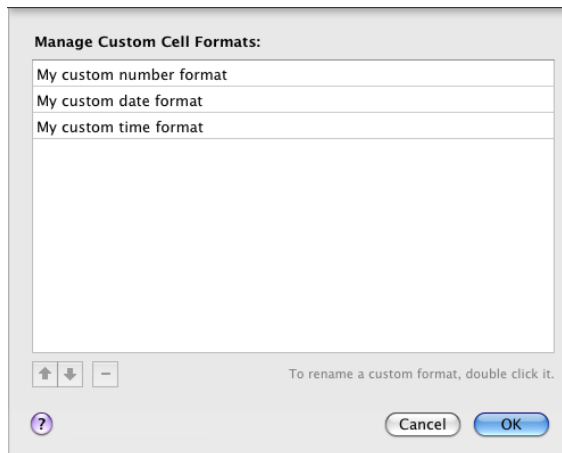 Manage Custom Cell Formats:
My custom number format
My custom date format
My custom time format
To rename a custom format, double click it.
?
Cancel
OK